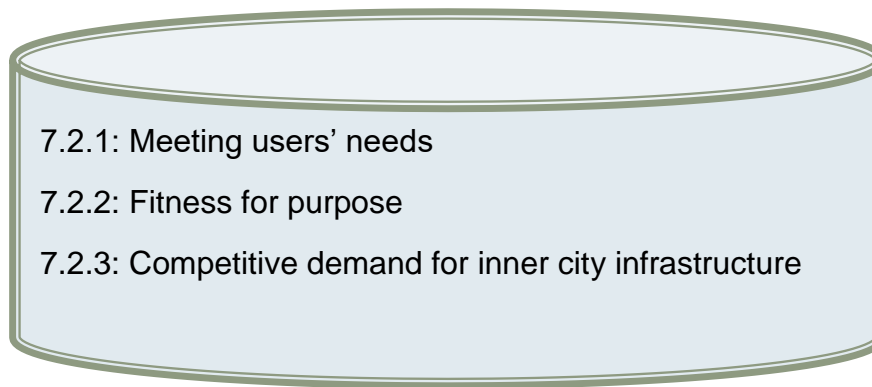 7.2.1: Meeting users’ needs
7.2.2: Fitness for purpose
7.2.3: Competitive demand for inner city infrastructure